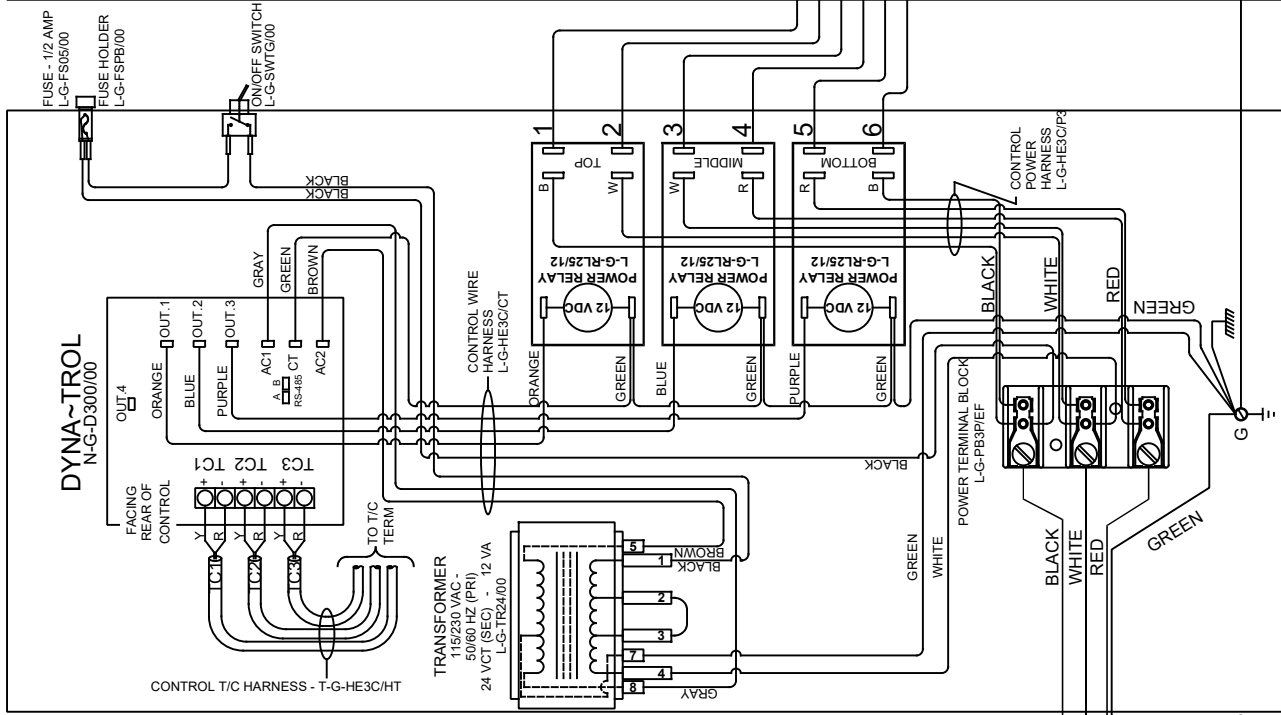 FUSE - 1/2 AMP
L-G-FS05/00
FUSE HOLDER
L-G-FSPB/00
ON/OFF SWITCH
L-G-SWTG/00
BLACK
BLACK
1
2
3
4
5
6
TOP
MIDDLE
BOTTOM
B
W
W
R
R
B
CONTROL
POWER
HARNESS
L-G-HE3C/P3
POWER RELAY
L-G-RL25/12
POWER RELAY
L-G-RL25/12
POWER RELAY
L-G-RL25/12
12 VDC
12 VDC
12 VDC
ORANGE
GREEN
BLUE
GREEN
PURPLE
GREEN
BLACK
WHITE
RED
GREEN
DYNA~TROL
N-G-D300/00
OUT.4
OUT.1
OUT.2
OUT.3
AC1
CT
AC2
A B
RS-485
GRAY
GREEN
BROWN
ORANGE
BLUE
PURPLE
CONTROL WIRE
HARNESS
L-G-HE3C/CT
FACING
REAR OF
CONTROL
TC1
TC2
TC3
+
-
+
-
+
-
Y
R
Y
R
Y
R
TC1
TC2
TC3
TO T/C
TERM
CONTROL T/C HARNESS - T-G-HE3C/HT
TRANSFORMER
115/230 VAC -
50/60 HZ (PRI)
24 VCT (SEC) - 12 VA
L-G-TR24/00
5
1
2
3
7
4
8
BROWN
BLACK
GRAY
BLACK
GREEN
WHITE
POWER TERMINAL BLOCK
L-G-PB3P/EF
BLACK
WHITE
RED
GREEN
G